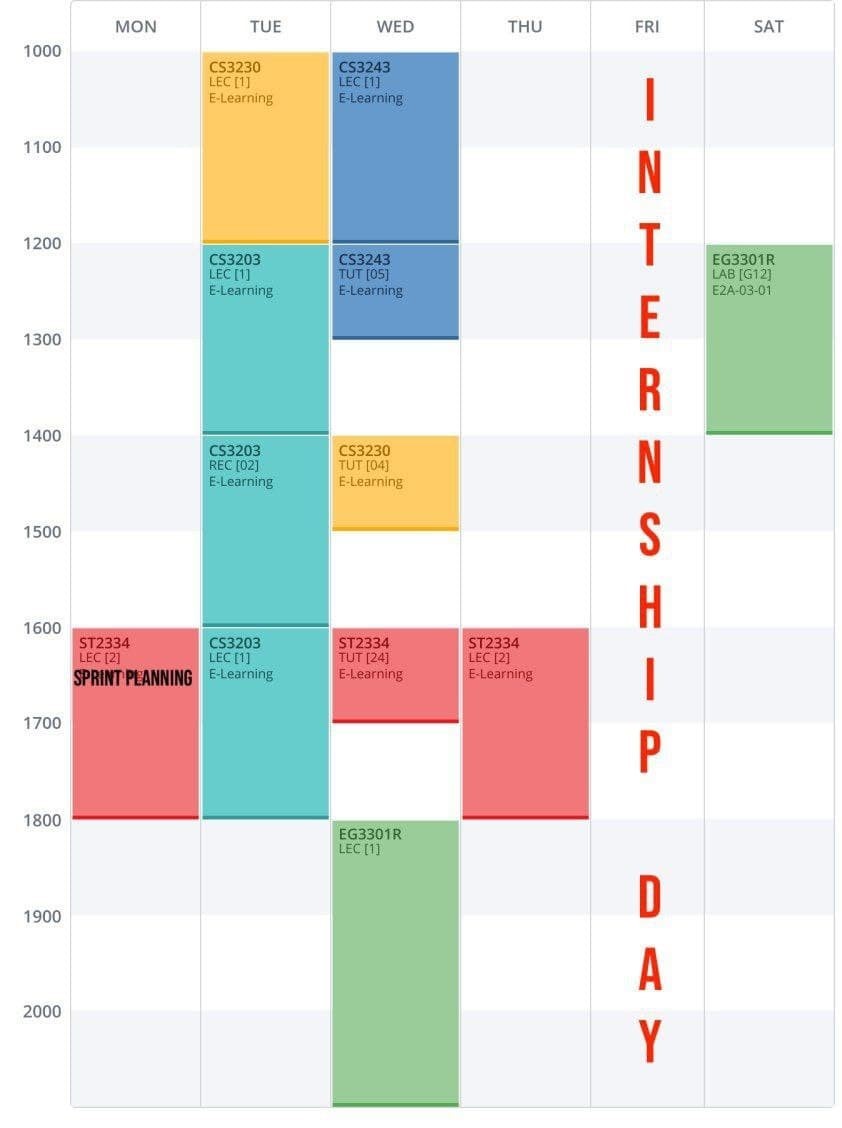 MON TUE WED THU FRI SAT
1000
CS3230
LEC [1]
E-Learning
CS3243
LEC [1]
E-Learning
1100
1200
CS3203
LEC [1]
E-Learning
CS3243
TUT [05]
E-Learning
EG3301R
LAB [G12]
E2A-03-01
1300
1400
CS3203
REC [02]
E-Learning
CS3230
TUT [04]
E-Learning
1500
1600
ST2334
LEC [2]
E-Learning
SPRINT PLANNING
CS3203
LEC [1]
E-Learning
ST2334
TUT [24]
E-Learning
ST2334
LEC [2]
E-Learning
1700
1800
EG3301R
LEC [1]
1900
2000
INTERNSHIP DAY